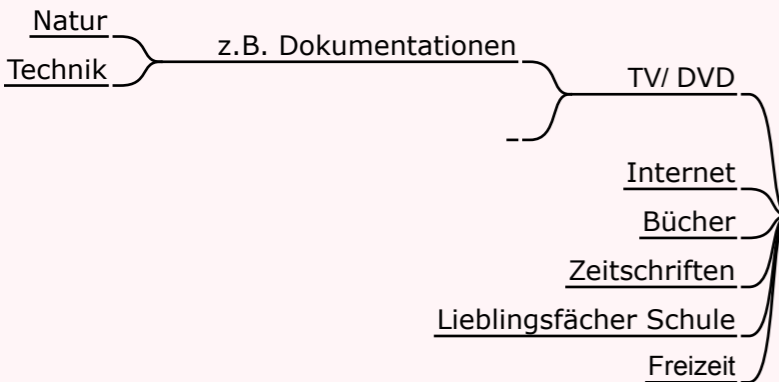 Natur
z.B. Dokumentationen
Technik
TV/ DVD
Internet
Bücher
Zeitschriften
Lieblingsfächer Schule
Freizeit